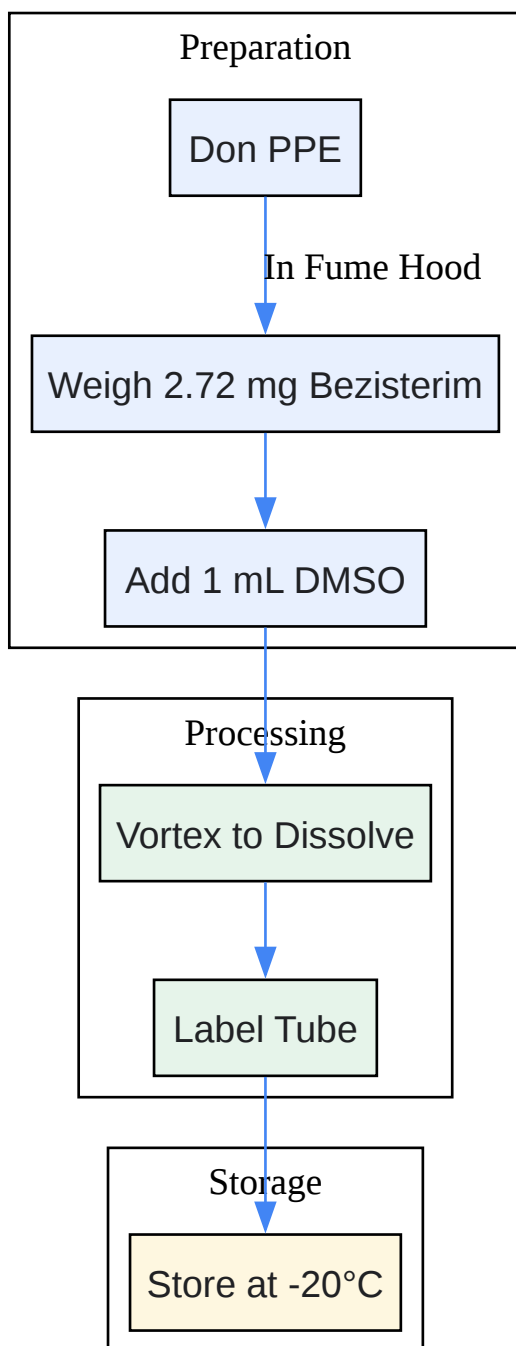 Preparation
Don PPE
In Fume Hood
Weigh 2.72 mg Bezisterim
Add 1 mL DMSO
Processing
Vortex to Dissolve
Label Tube
Storage
Store at -20°C